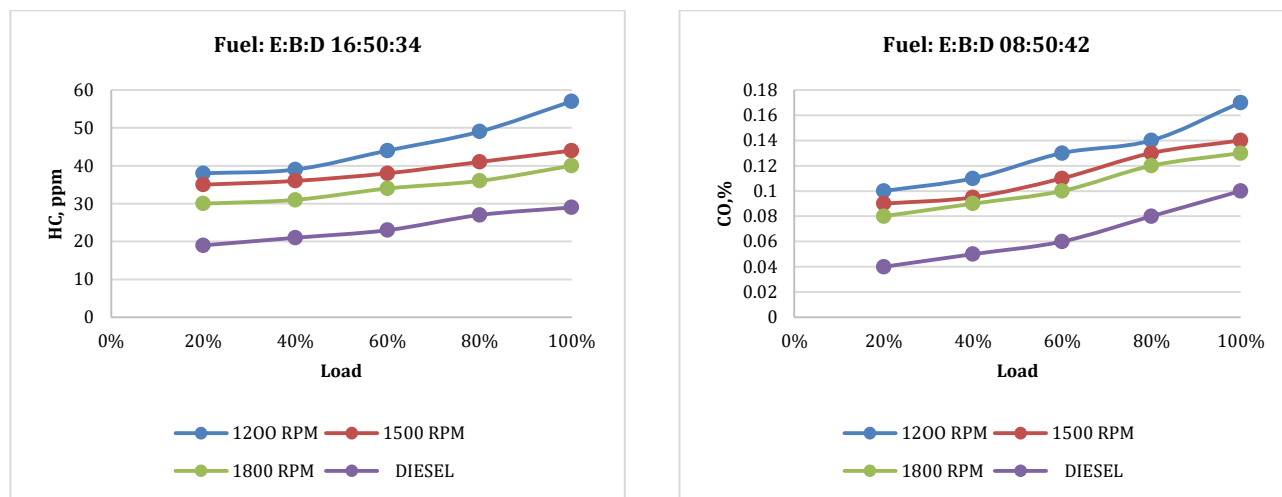 Fuel: E:B:D 16:50:34
60
50
40
30
20
10
0
HC, ppm
0% 20% 40% 60% 80% 100%
Load
12OO RPM 1500 RPM
1800 RPM DIESEL
Fuel: E:B:D 08:50:42
0.18
0.16
0.14
0.12
0.1
0.08
0.06
0.04
0.02
0
CO,%
0% 20% 40% 60% 80% 100%
Load
12OO RPM 1500 RPM
1800 RPM DIESEL